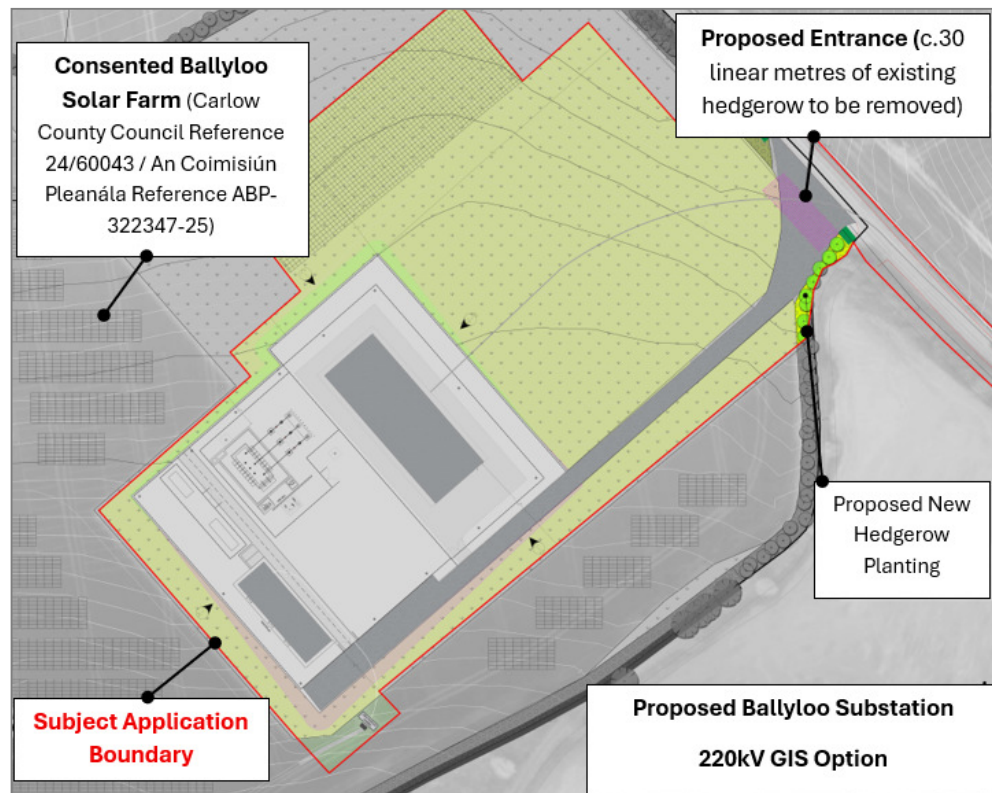 Consented Ballyloo
Solar Farm (Carlow
County Council Reference
24/60043 / An Coimisiún
Pleanála Reference ABP-
322347-25)
Proposed Entrance (c.30
linear metres of existing
hedgerow to be removed)
Proposed New
Hedgerow
Planting
Subject Application
Boundary
Proposed Ballyloo Substation
220kV GIS Option